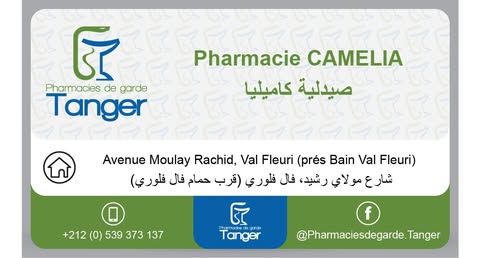 Pharmacie CAMELIA
صيدلية كاميليا
Pharmacies de garde
Tanger
Avenue Moulay Rachid, Val Fleuri (prés Bain Val Fleuri)
شارع مولاي رشيد، فال فلوري (قرب حمام فال فلوري)
+212 (0) 539 373 137
Pharmacies de garde
Tanger
@Pharmaciesdegarde.Tanger